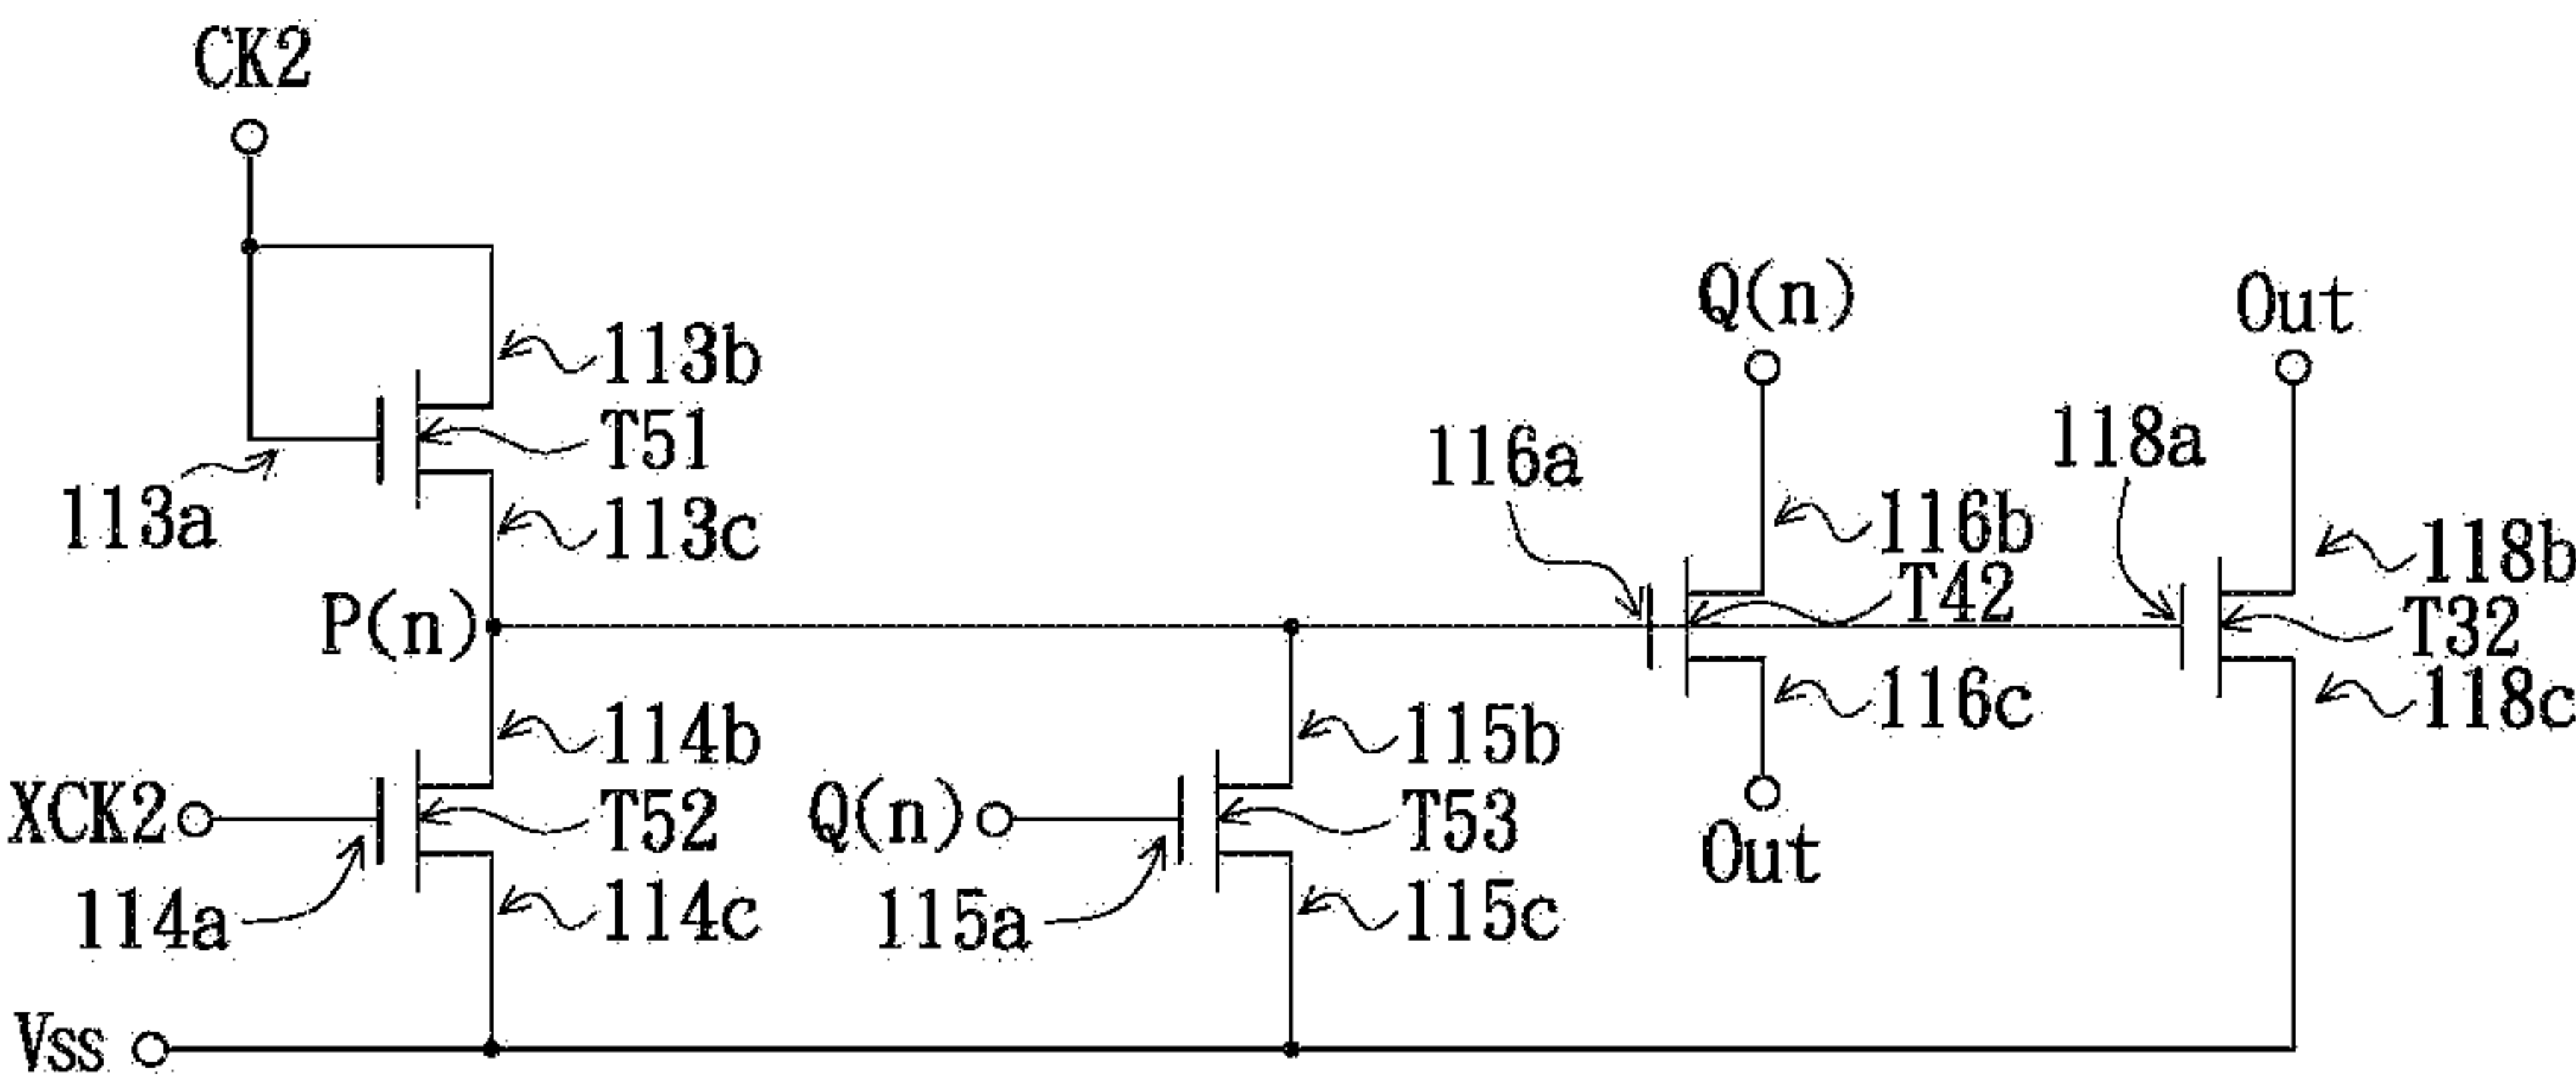 CK2
Q(n)
Out
113b
T51
113a
113c
116a
118a
116b
T42
118b
T32
P(n)
116c
118c
114b
115b
XCK2
T52
Q(n)
T53
Out
114a
114c
115a
115c
Vss